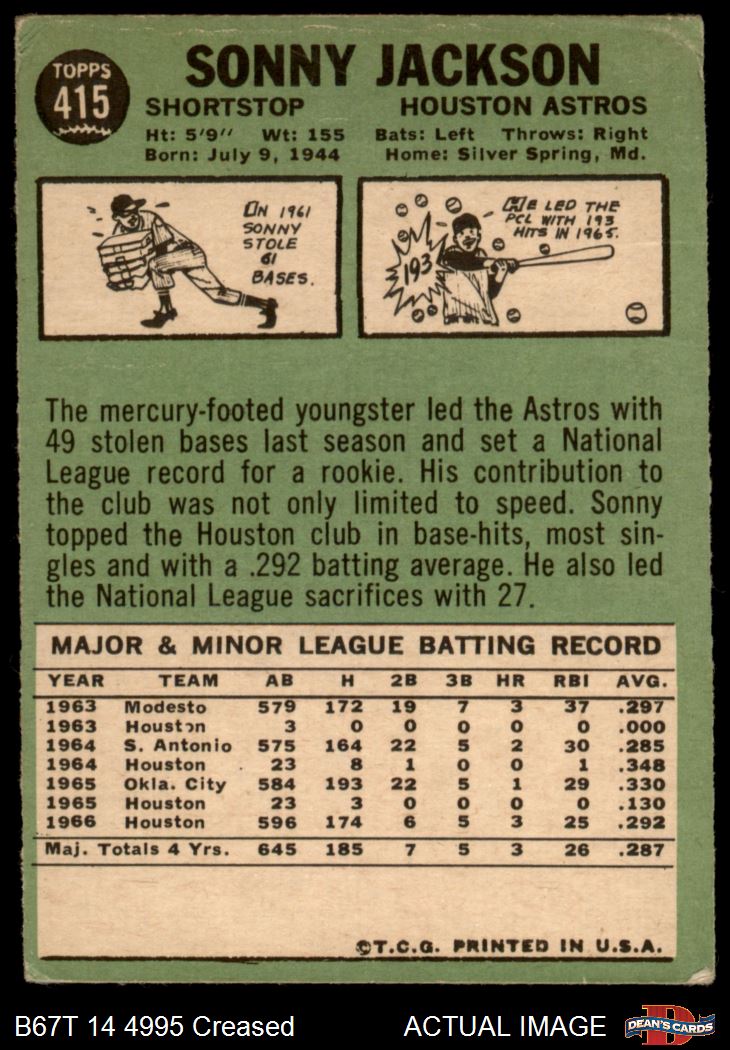 TOPPS
415
SONNY JACKSON
SHORTSTOP HOUSTON ASTROS
Ht: 5'9" Wt: 155 Bats: Left Throws: Right
Born: July 9, 1944 Home: Silver Spring, Md.
ON 1961
SONNY
STOLE
61
BASES.
HE LED THE
PCL WITH 193
HITS IN 1965.
193
The mercury-footed youngster led the Astros with
49 stolen bases last season and set a National
League record for a rookie. His contribution to
the club was not only limited to speed. Sonny
topped the Houston club in base-hits, most sin-
gles and with a .292 batting average. He also led
the National League sacrifices with 27.
MAJOR & MINOR LEAGUE BATTING RECORD
YEAR TEAM AB H 2B 3B HR RBI AVG.
1963 Modesto 579 172 19 7 3 37 .297
1963 Houston 3 0 0 0 0 0 .000
1964 S. Antonio 575 164 22 5 2 30 .285
1964 Houston 23 8 1 0 0 1 .348
1965 Okla. City 584 193 22 5 1 29 .330
1965 Houston 23 3 0 0 0 0 .130
1966 Houston 596 174 6 5 3 25 .292
Maj. Totals 4 Yrs. 645 185 7 5 3 26 .287
©T.C.G. PRINTED IN U.S.A.
B67T 14 4995 Creased ACTUAL IMAGE
DEAN'S CARDS